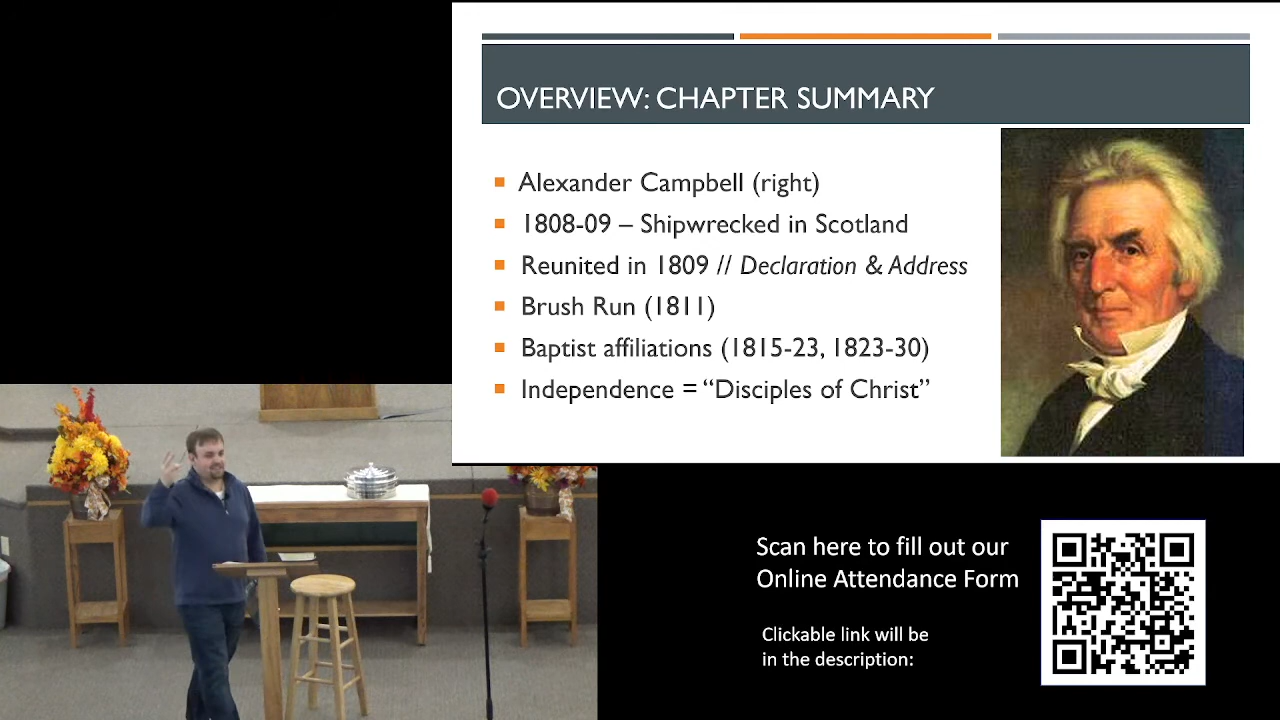 OVERVIEW: CHAPTER SUMMARY
Alexander Campbell (right)
1808-09 – Shipwrecked in Scotland
Reunited in 1809 // Declaration & Address
Brush Run (1811)
Baptist affiliations (1815-23, 1823-30)
Independence = “Disciples of Christ”
Scan here to fill out our
Online Attendance Form
Clickable link will be
in the description: